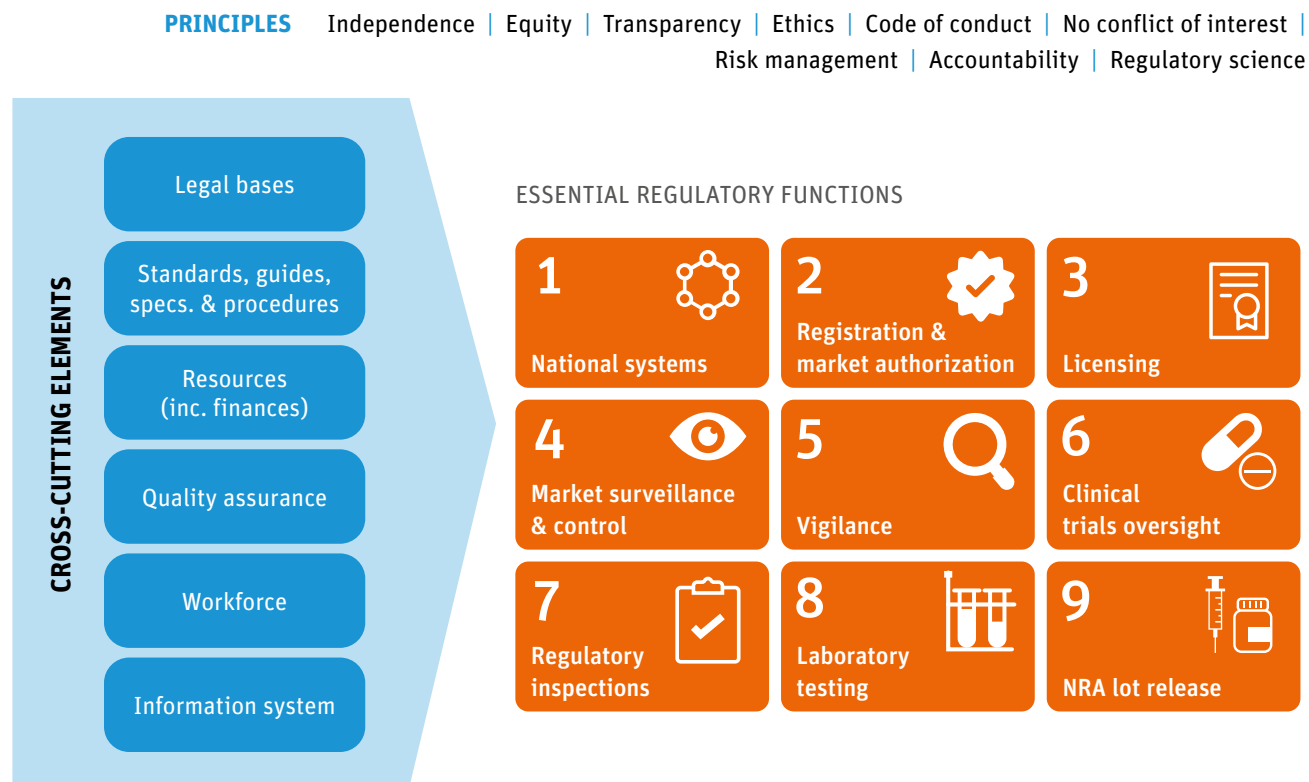 PRINCIPLES Independence | Equity | Transparency | Ethics | Code of conduct | No conflict of interest |
Risk management | Accountability | Regulatory science
CROSS-CUTTING ELEMENTS
Legal bases
Standards, guides,
specs. & procedures
Resources
(inc. finances)
Quality assurance
Workforce
Information system
ESSENTIAL REGULATORY FUNCTIONS
1
National systems
2
Registration &
market authorization
3
Licensing
4
Market surveillance
& control
5
Vigilance
6
Clinical
trials oversight
7
Regulatory
inspections
8
Laboratory
testing
9
NRA lot release